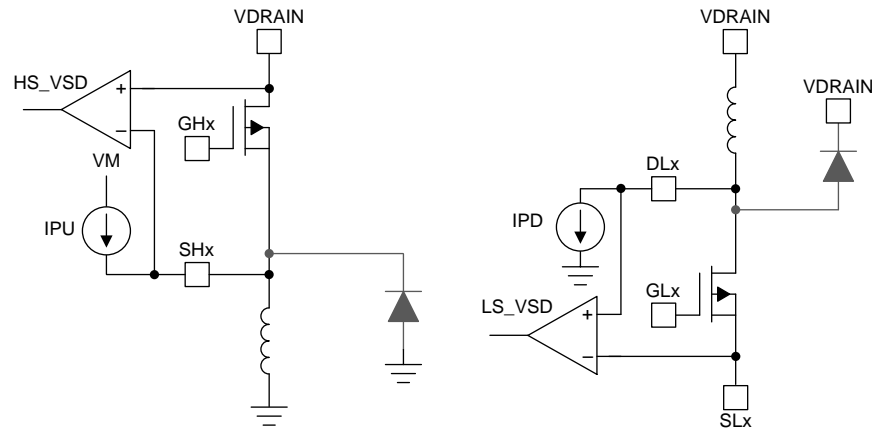 VDRAIN
HS_VSD
+
GHx
−
VM
IPU
SHx
VDRAIN
VDRAIN
DLx
IPD
GLx
LS_VSD
+
−
SLx